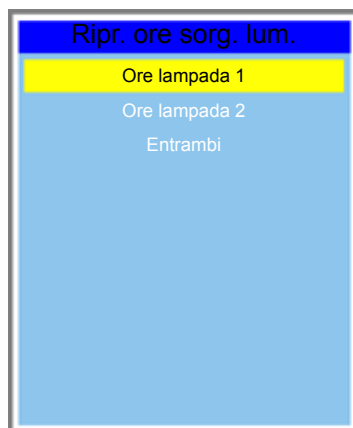 Ripr. ore sorg. lum.
Ore lampada 1
Ore lampada 2
Entrambi